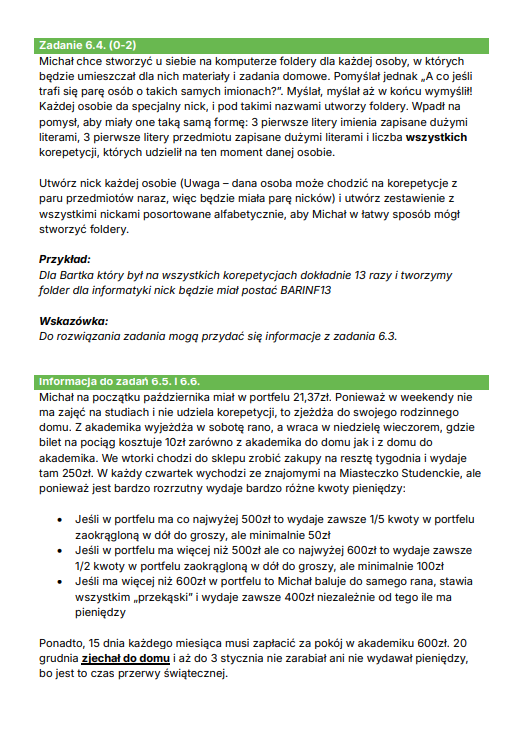 Zadanie 6.4. (0-2)
Michał chce stworzyć u siebie na komputerze foldery dla każdej osoby, w których
będzie umieszczał dla nich materiały i zadania domowe. Pomyślał jednak „A co jeśli
trafi się parę osób o takich samych imionach?”. Myślał, myślał aż w końcu wymyślił!
Każdej osobie da specjalny nick, i pod takimi nazwami utworzy foldery. Wpadł na
pomysł, aby miały one taką samą formę: 3 pierwsze litery imienia zapisane dużymi
literami, 3 pierwsze litery przedmiotu zapisane dużymi literami i liczba wszystkich
korepetycji, których udzielił na ten moment danej osobie.
Utwórz nick każdej osobie (Uwaga – dana osoba może chodzić na korepetycje z
paru przedmiotów naraz, więc będzie miała parę nicków) i utwórz zestawienie z
wszystkimi nickami posortowane alfabetycznie, aby Michał w łatwy sposób mógł
stworzyć foldery.
Przykład:
Dla Bartka który był na wszystkich korepetycjach dokładnie 13 razy i tworzymy
folder dla informatyki nick będzie miał postać BARINF13
Wskazówka:
Do rozwiązania zadania mogą przydać się informacje z zadania 6.3.
Informacja do zadań 6.5. i 6.6.
Michał na początku października miał w portfelu 21,37zł. Ponieważ w weekendy nie
ma zajęć na studiach i nie udziela korepetycji, to zjeżdża do swojego rodzinnego
domu. Z akademika wyjeżdża w sobotę rano, a wraca w niedzielę wieczorem, gdzie
bilet na pociąg kosztuje 10zł zarówno z akademika do domu jak i z domu do
akademika. We wtorki chodzi do sklepu zrobić zakupy na resztę tygodnia i wydaje
tam 250zł. W każdy czwartek wychodzi ze znajomymi na Miasteczko Studenckie, ale
ponieważ jest bardzo rozrzutny wydaje bardzo różne kwoty pieniędzy:
• Jeśli w portfelu ma co najwyżej 500zł to wydaje zawsze 1/5 kwoty w portfelu
zaokrągloną w dół do groszy, ale minimalnie 50zł
• Jeśli w portfelu ma więcej niż 500zł ale co najwyżej 600zł to wydaje zawsze
1/2 kwoty w portfelu zaokrągloną w dół do groszy, ale minimalnie 100zł
• Jeśli ma więcej niż 600zł w portfelu to Michał baluje do samego rana, stawia
wszystkim „przekąski” i wydaje zawsze 400zł niezależnie od tego ile ma
pieniędzy
Ponadto, 15 dnia każdego miesiąca musi zapłacić za pokój w akademiku 600zł. 20
grudnia zjechał do domu i aż do 3 stycznia nie zarabiał ani nie wydawał pieniędzy,
bo jest to czas przerwy świątecznej.